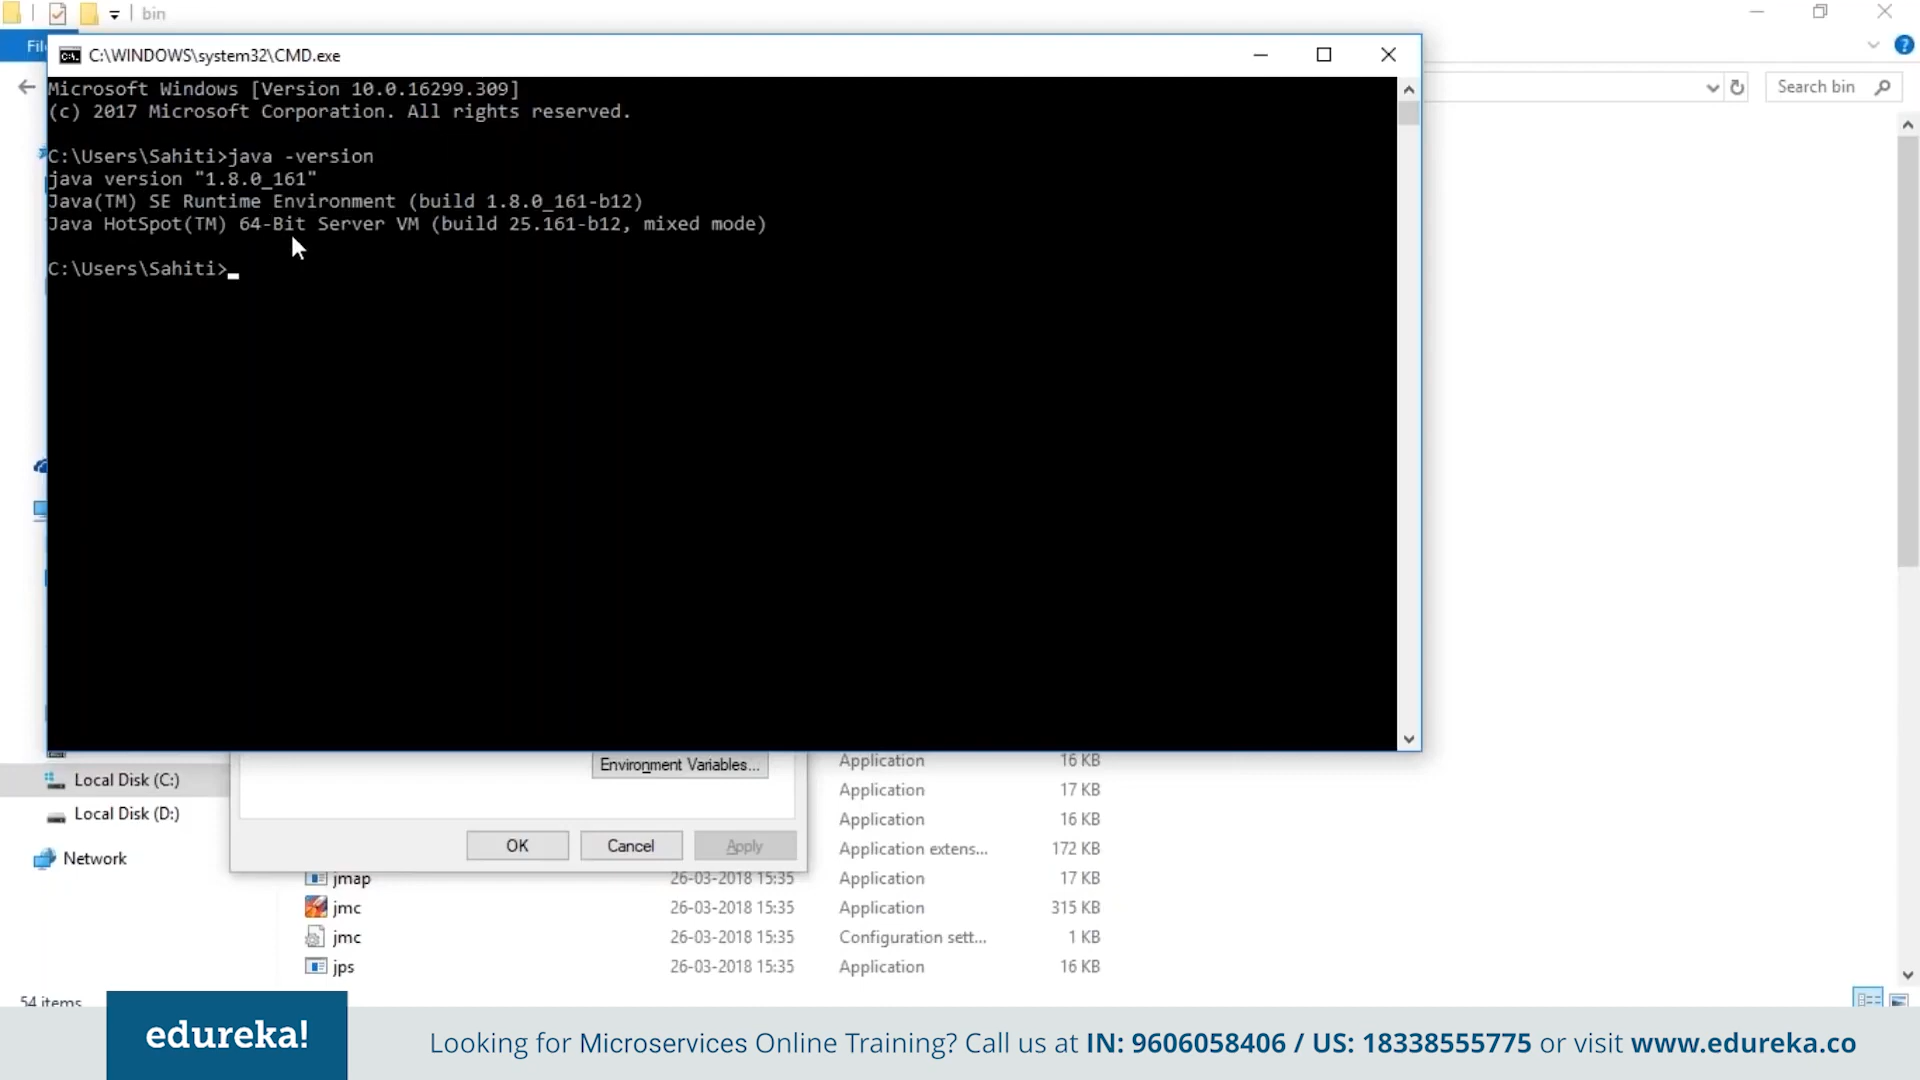 bin
File
C:\WINDOWS\system32\CMD.exe
Search bin
Microsoft Windows [Version 10.0.16299.309]
(c) 2017 Microsoft Corporation. All rights reserved.
C:\Users\Sahiti>java -version
java version "1.8.0_161"
Java(TM) SE Runtime Environment (build 1.8.0_161-b12)
Java HotSpot(TM) 64-Bit Server VM (build 25.161-b12, mixed mode)
C:\Users\Sahiti>
Environment Variables...
Application 16 KB
Local Disk (C:)
Application 17 KB
Local Disk (D:)
Application 16 KB
OK Cancel Apply
Application extens... 172 KB
Network
jmap 26-03-2018 15:35 Application 17 KB
jmc 26-03-2018 15:35 Application 315 KB
jmc 26-03-2018 15:35 Configuration sett... 1 KB
jps 26-03-2018 15:35 Application 16 KB
54 items
edureka!
Looking for Microservices Online Training? Call us at IN: 9606058406 / US: 18338555775 or visit www.edureka.co